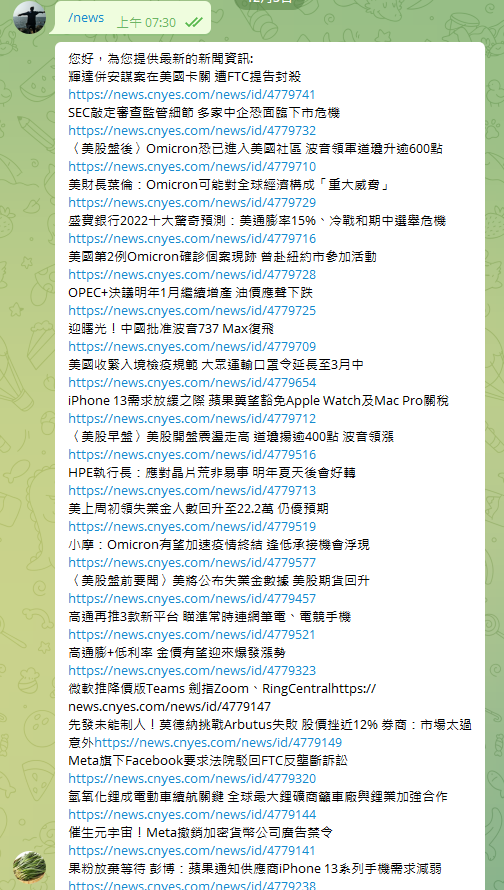 12月3日
/news
上午 07:30
您好，為您提供最新的新聞資訊:
輝達併安謀案在美國卡關 遭FTC提告封殺
https://news.cnyes.com/news/id/4779741
SEC敲定審查監管細節 多家中企恐面臨下市危機
https://news.cnyes.com/news/id/4779732
〈美股盤後〉Omicron恐已進入美國社區 波音領軍道瓊升逾600點
https://news.cnyes.com/news/id/4779710
美財長葉倫：Omicron可能對全球經濟構成「重大威脅」
https://news.cnyes.com/news/id/4779729
盛寶銀行2022十大驚奇預測：美通膨率15%、冷戰和期中選舉危機
https://news.cnyes.com/news/id/4779716
美國第2例Omicron確診個案現跡 曾赴紐約市參加活動
https://news.cnyes.com/news/id/4779728
OPEC+決議明年1月繼續增產 油價應聲下跌
https://news.cnyes.com/news/id/4779725
迎曙光！中國批准波音737 Max復飛
https://news.cnyes.com/news/id/4779709
美國收緊入境檢疫規範 大眾運輸口罩令延長至3月中
https://news.cnyes.com/news/id/4779654
iPhone 13需求放緩之際 蘋果冀望豁免Apple Watch及Mac Pro關稅
https://news.cnyes.com/news/id/4779712
〈美股早盤〉美股開盤震盪走高 道瓊揚逾400點 波音領漲
https://news.cnyes.com/news/id/4779516
HPE執行長：應對晶片荒非易事 明年夏天後會好轉
https://news.cnyes.com/news/id/4779713
美上周初領失業金人數回升至22.2萬 仍優預期
https://news.cnyes.com/news/id/4779519
小摩：Omicron有望加速疫情終結 逢低承接機會浮現
https://news.cnyes.com/news/id/4779577
〈美股盤前要聞〉美將公布失業金數據 美股期貨回升
https://news.cnyes.com/news/id/4779457
高通再推3款新平台 瞄準常時連網筆電、電競手機
https://news.cnyes.com/news/id/4779521
高通膨+低利率 金價有望迎來爆發漲勢
https://news.cnyes.com/news/id/4779323
微軟推降價版Teams 劍指Zoom、RingCentralhttps://
news.cnyes.com/news/id/4779147
先發未能制人！莫德納挑戰Arbutus失敗 股價挫近12% 券商：市場太過
意外https://news.cnyes.com/news/id/4779149
Meta旗下Facebook要求法院駁回FTC反壟斷訴訟
https://news.cnyes.com/news/id/4779320
氫氧化鋰成電動車續航關鍵 全球最大鋰礦商籲車廠與鋰業加強合作
https://news.cnyes.com/news/id/4779144
催生元宇宙！Meta撤銷加密貨幣公司廣告禁令
https://news.cnyes.com/news/id/4779141
果粉放棄等待 彭博：蘋果通知供應商iPhone 13系列手機需求減弱
https://news.cnyes.com/news/id/4779238